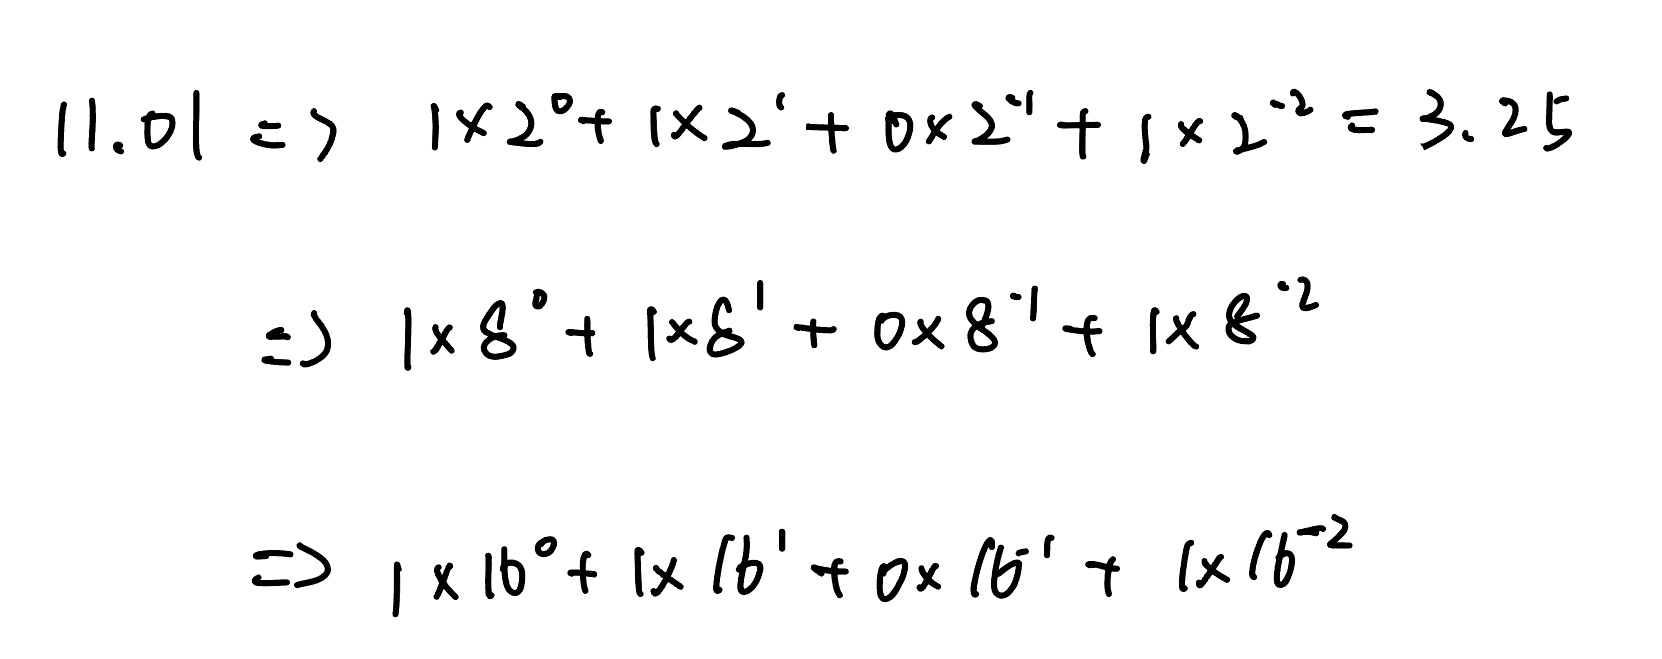 11.01 => 1×2⁰+ 1×2¹ + 0×2⁻¹ + 1×2⁻² = 3.25
=> 1×8⁰+ 1×8¹ + 0×8⁻¹ + 1×8⁻²
=> 1×16⁰+ 1×16¹ + 0×16⁻¹ + 1×16⁻²